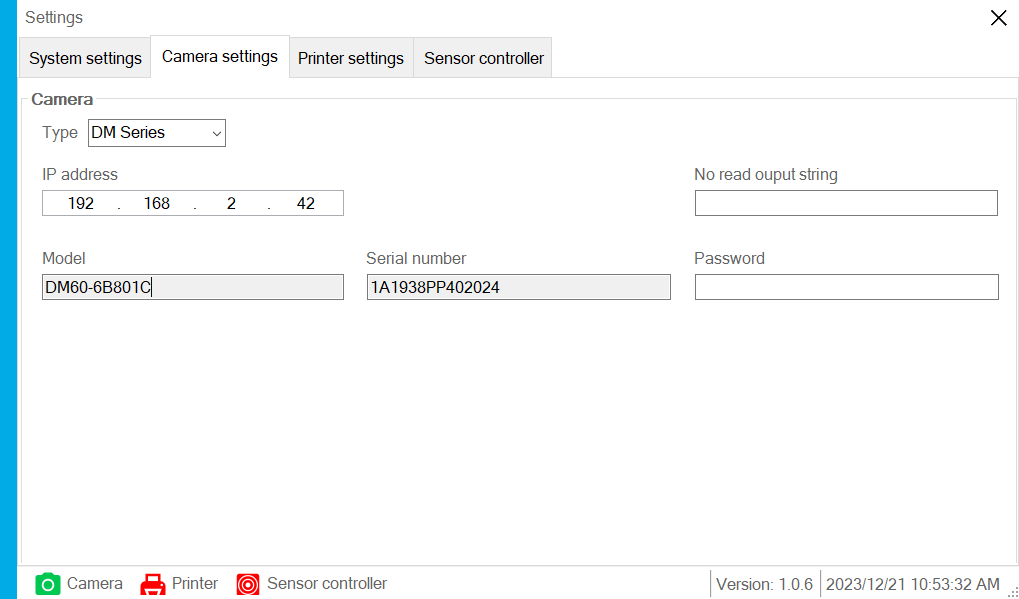 Settings
System settings Camera settings Printer settings Sensor controller
Camera
Type DM Series
IP address No read ouput string
192 . 168 . 2 . 42
Model Serial number Password
DM60-6B801C 1A1938PP402024
Camera Printer Sensor controller Version: 1.0.6 2023/12/21 10:53:32 AM